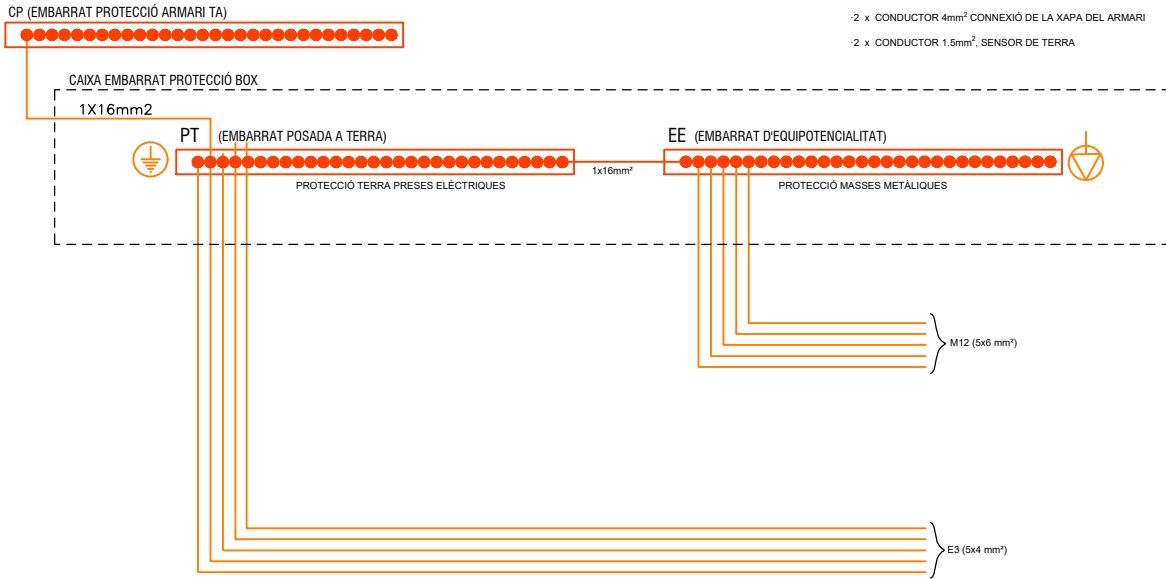 CP (EMBARRAT PROTECCIÓ ARMARI TA)
·2 x CONDUCTOR 4mm² CONNEXIÓ DE LA XAPA DEL ARMARI
·2 x CONDUCTOR 1.5mm², SENSOR DE TERRA
CAIXA EMBARRAT PROTECCIÓ BOX
1X16mm2
PT (EMBARRAT POSADA A TERRA)
EE (EMBARRAT D'EQUIPOTENCIALITAT)
1x16mm²
PROTECCIÓ TERRA PRESES ELÈCTRIQUES
PROTECCIÓ MASSES METÀLIQUES
M12 (5x6 mm²)
E3 (5x4 mm²)